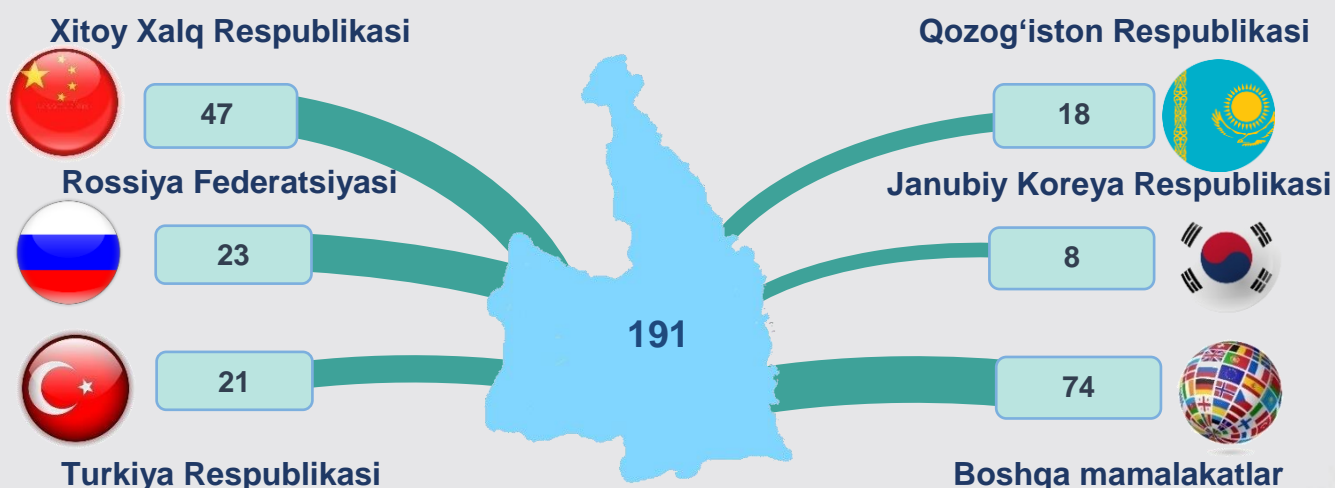 Xitoy Xalq Respublikasi
47
Rossiya Federatsiyasi
23
21
Turkiya Respublikasi
191
Qozog‘iston Respublikasi
18
Janubiy Koreya Respublikasi
8
74
Boshqa mamalakatlar